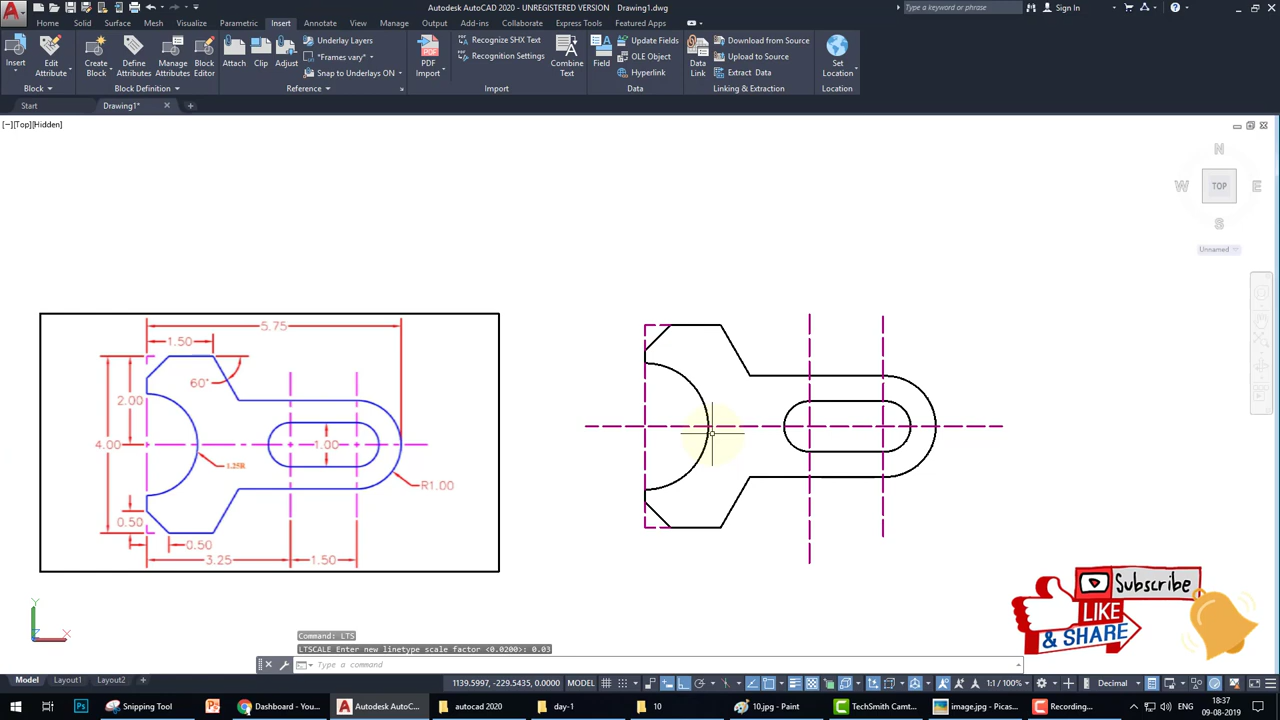 Autodesk AutoCAD 2020 - UNREGISTERED VERSION Drawing1.dwg
Type a keyword or phrase
Sign In
Home Solid Surface Mesh Visualize Parametric Insert Annotate View Manage Output Add-ins Collaborate Express Tools Featured Apps
Insert
Edit Attribute
Create Block
Define Attributes
Manage Attributes
Block Editor
Attach
Clip
Adjust
Underlay Layers
*Frames vary*
Snap to Underlays ON
PDF Import
Recognize SHX Text
Recognition Settings
Combine Text
Field
Update Fields
OLE Object
Hyperlink
Data Link
Download from Source
Upload to Source
Extract Data
Set Location
Block
Block Definition
Reference
Import
Data
Linking & Extraction
Location
Start
Drawing1*
[−][Top][Hidden]
N
W
TOP
E
S
Unnamed
5.75
1.50
60°
2.00
4.00
1.00
1.25R
R1.00
0.50
0.50
3.25
1.50
Subscribe
LIKE
& SHARE
Y
X
Command: LTS
LTSCALE Enter new linetype scale factor <0.0200>: 0.03
Type a command
Model
Layout1
Layout2
1139.5997, -229.5435, 0.0000
MODEL
1:1 / 100%
Decimal
Snipping Tool
Dashboard - You...
Autodesk AutoC...
autocad 2020
day-1
10
10.jpg - Paint
TechSmith Camt...
image.jpg - Pain...
Recording...
18:37
09-08-2019